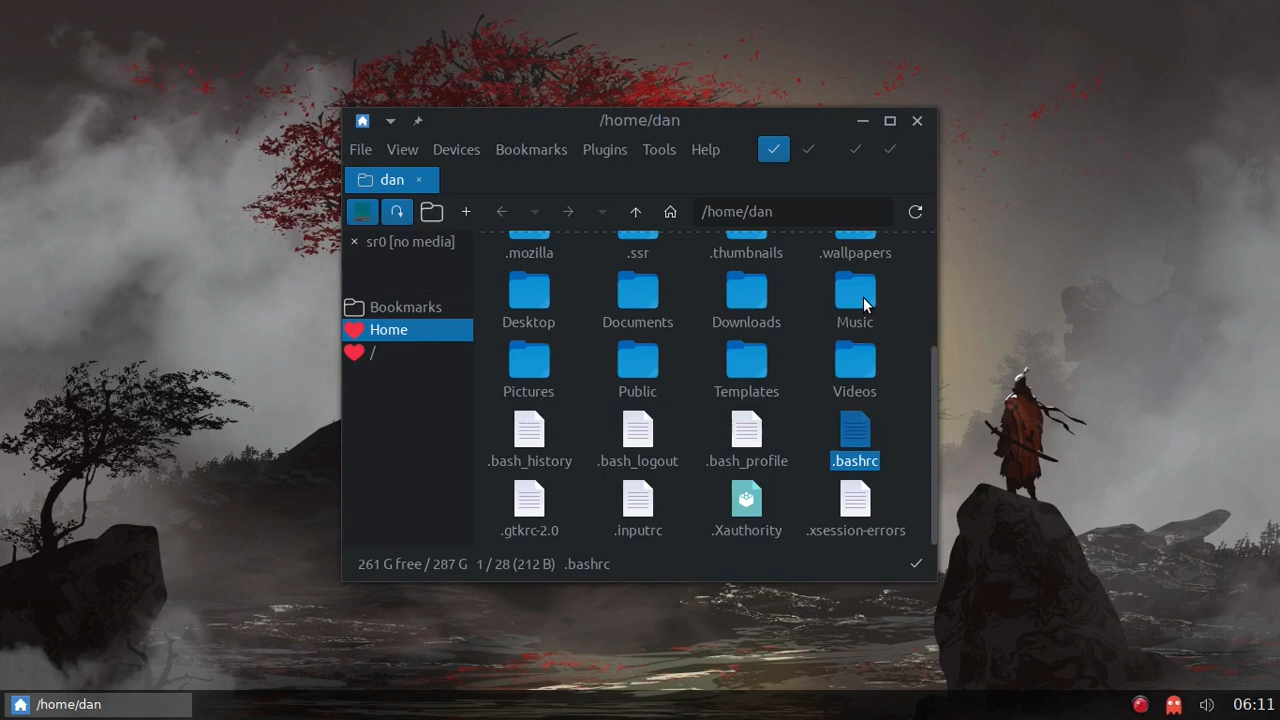 /home/dan
File View Devices Bookmarks Plugins Tools Help
dan
/home/dan
sr0 [no media]
Bookmarks
Home
/
.mozilla .ssr .thumbnails .wallpapers
Desktop Documents Downloads Music
Pictures Public Templates Videos
.bash_history .bash_logout .bash_profile .bashrc
.gtkrc-2.0 .inputrc .Xauthority .xsession-errors
261 G free / 287 G 1 / 28 (212 B) .bashrc
/home/dan 06:11